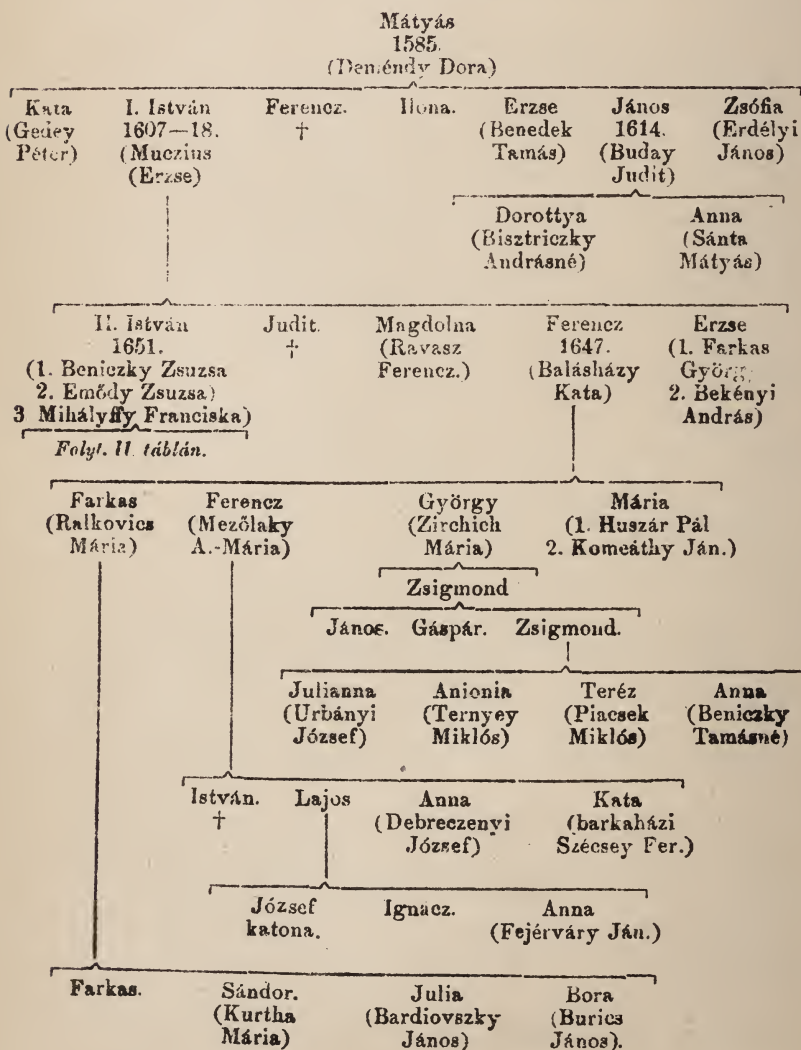 Mátyás
1585.
(Deméndy Dora)
Kata I. István Ferencz. Ilona. Erzse János Zsófia
(Gedey 1607—18. † (Benedek 1614. (Erdélyi
Péter) (Muczius Tamás) (Buday János)
(Erzse) Judit)
Dorottya Anna
(Bisztriczky (Sánta
Andrásné) Mátyás)
II. István Judit. Magdolna Ferencz Erzse
1651. † (Ravasz 1647. (1. Farkas
(1. Beniczky Zsuzsa Ferencz.) (Balásházy György
2. Emődy Zsuzsa) Kata) 2. Bekényi
3 Mihályffy Franciska) András)
Folyt. II. táblán.
Farkas Ferencz György Mária
(Ralkovics (Mezőlaky (Zirchich (1. Huszár Pál
Mária) A.-Mária) Mária) 2. Komeáthy Ján.)
Zsigmond
János. Gáspár. Zsigmond.
Julianna Anionia Teréz Anna
(Urbányi (Ternyey (Piacsek (Beniczky
József) Miklós) Miklós) Tamásné)
István. Lajos Anna Kata
† (Debreczenyi (barkaházi
József) Szécsey Fer.)
József Ignácz. Anna
katona. (Fejérváry Ján.)
Farkas. Sándor. Julia Bora
(Kurtha (Bardiovszky (Burics
Mária) János) János).